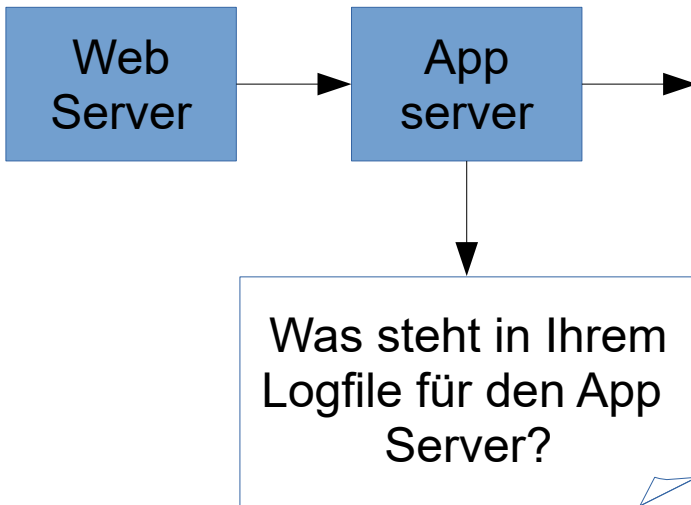 Web
Server
App
server
Was steht in Ihrem
Logfile für den App
Server?